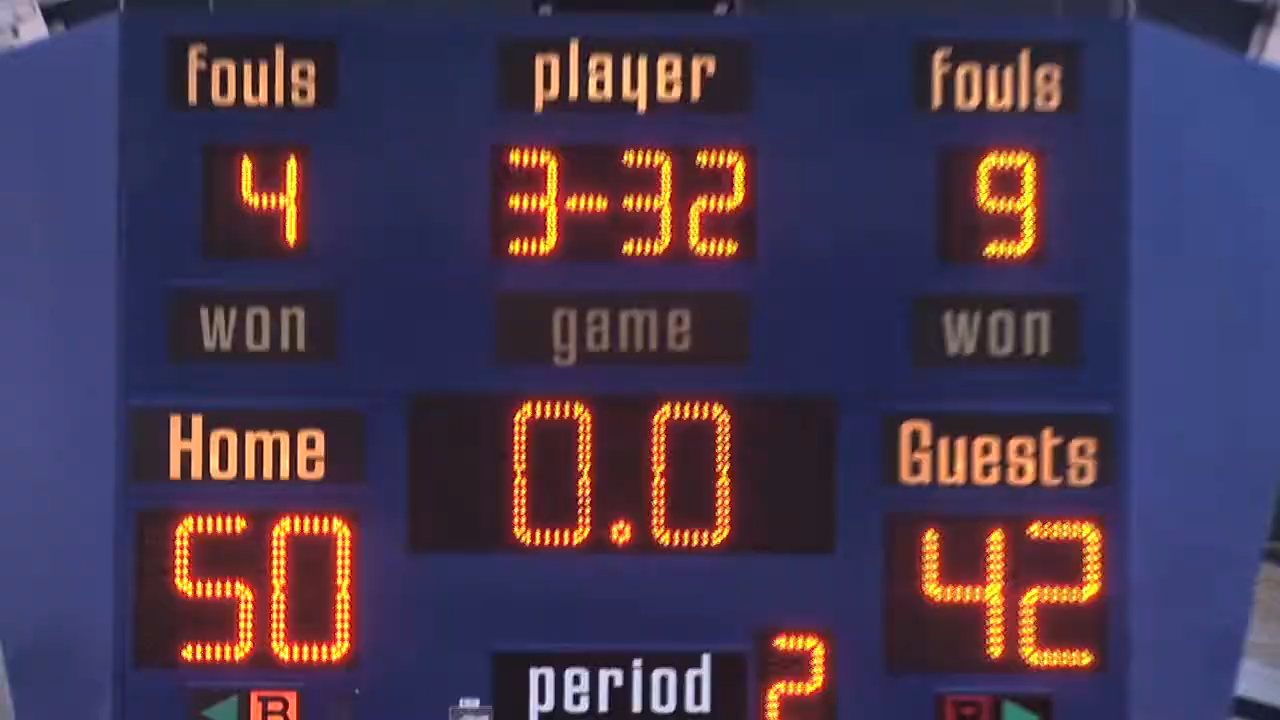 fouls player fouls
4 3-32 9
won game won
Home 0.0 Guests
50 42
period 2
B B